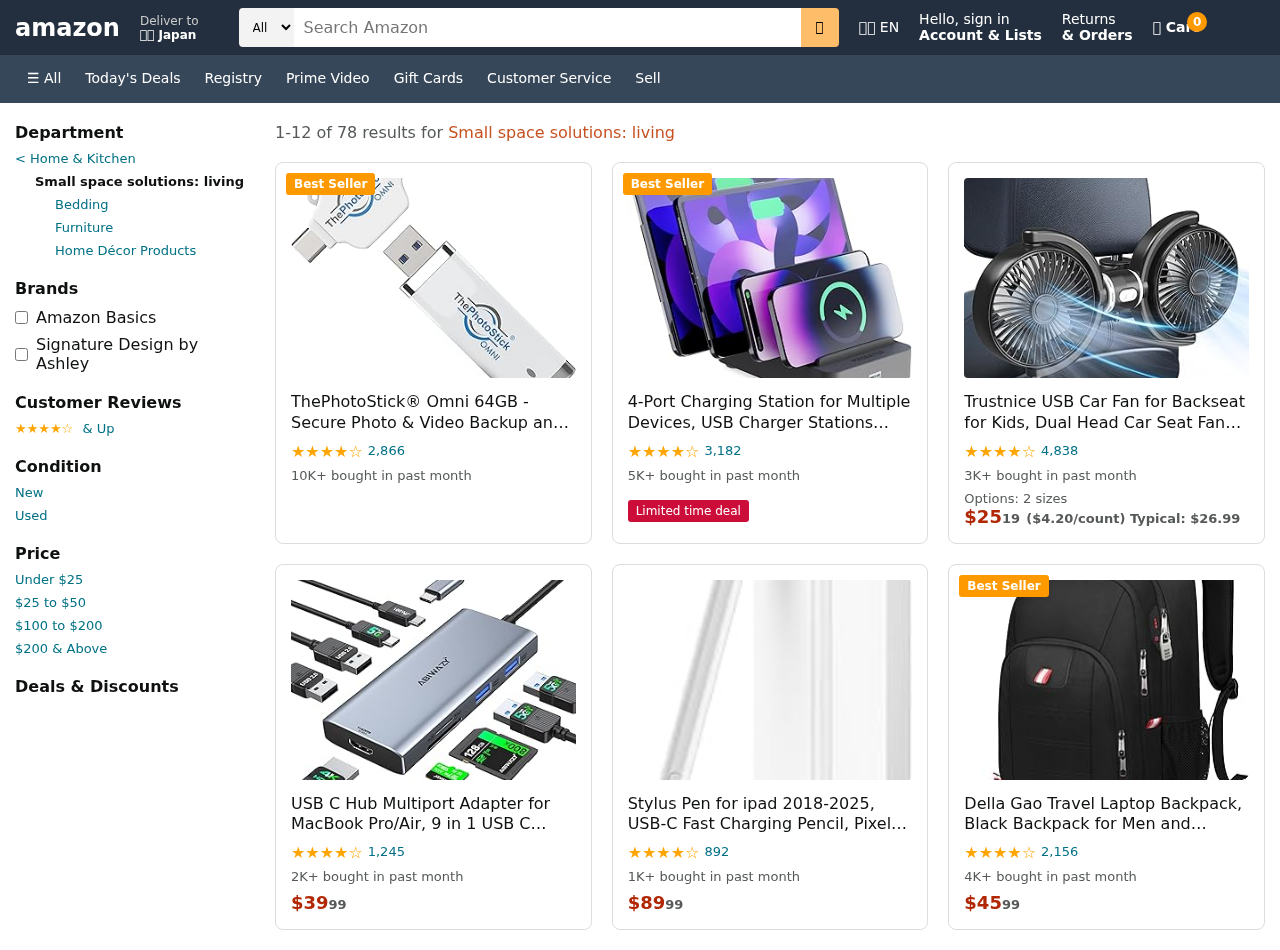 amazon
Deliver to
Japan
All
Search Amazon
EN
Hello, sign in
Account & Lists
Returns
& Orders
0
☰ All
Today's Deals
Registry
Prime Video
Gift Cards
Customer Service
Sell
Department
< Home & Kitchen
Small space solutions: living
Bedding
Furniture
Home Décor Products
Brands
Amazon Basics
Signature Design by
Ashley
Customer Reviews
★★★★☆ & Up
Condition
New
Used
Price
Under $25
$25 to $50
$100 to $200
$200 & Above
Deals & Discounts
1-12 of 78 results for Small space solutions: living
Best Seller
ThePhotoStick®
OMNI
ThePhotoStick® Omni 64GB -
Secure Photo & Video Backup an…
★★★★☆ 2,866
10K+ bought in past month
Best Seller
4-Port Charging Station for Multiple
Devices, USB Charger Stations…
★★★★☆ 3,182
5K+ bought in past month
Limited time deal
Trustnice USB Car Fan for Backseat
for Kids, Dual Head Car Seat Fan…
★★★★☆ 4,838
3K+ bought in past month
Options: 2 sizes
$25 19 ($4.20/count) Typical: $26.99
ABIWAZY
USB 2.0
USB 2.0
128GB
USB C Hub Multiport Adapter for
MacBook Pro/Air, 9 in 1 USB C…
★★★★☆ 1,245
2K+ bought in past month
$39 99
Stylus Pen for ipad 2018-2025,
USB-C Fast Charging Pencil, Pixel…
★★★★☆ 892
1K+ bought in past month
$89 99
Best Seller
Della Gao Travel Laptop Backpack,
Black Backpack for Men and…
★★★★☆ 2,156
4K+ bought in past month
$45 99